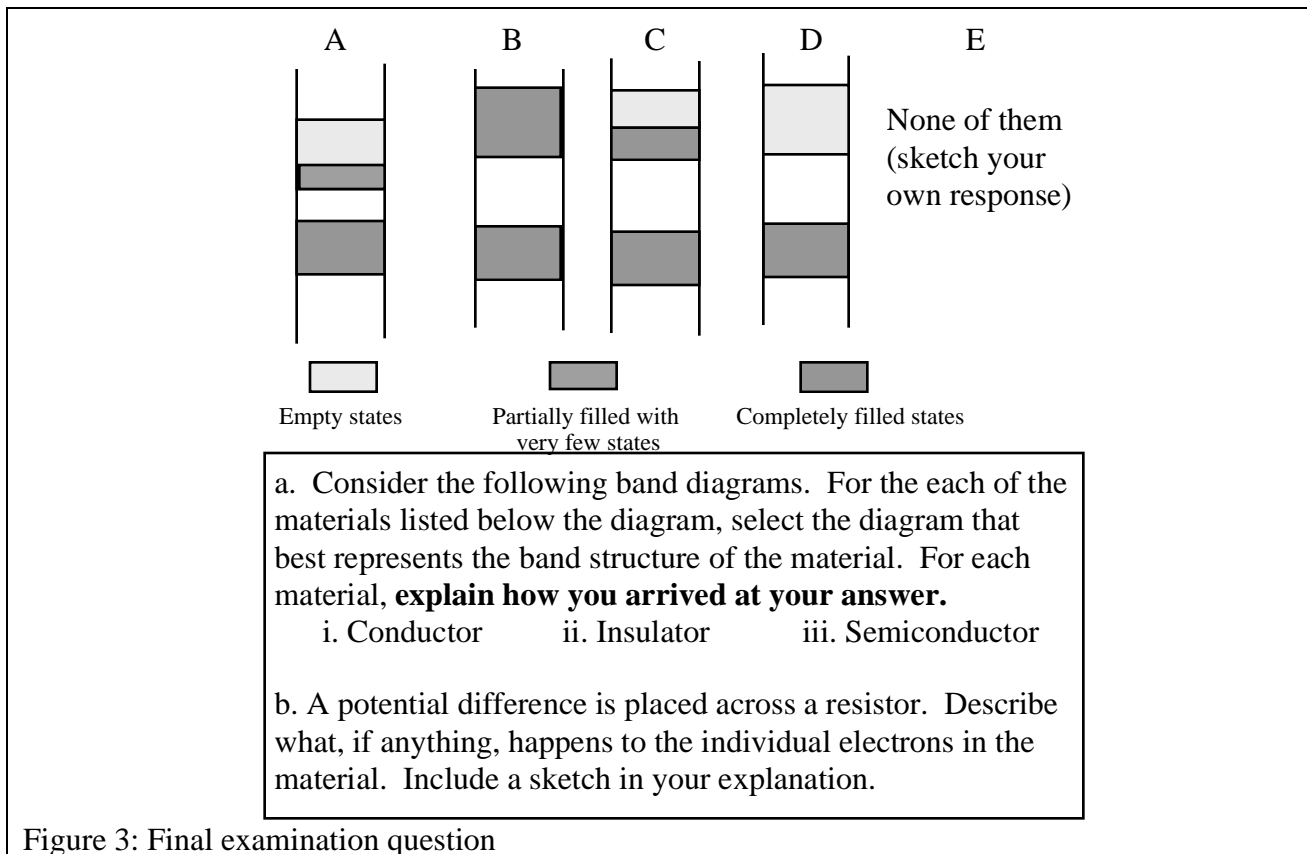 A B C D E
None of them
(sketch your
own response)
Empty states
Partially filled with
very few states
Completely filled states
a. Consider the following band diagrams. For the each of the
materials listed below the diagram, select the diagram that
best represents the band structure of the material. For each
material, explain how you arrived at your answer.
i. Conductor ii. Insulator iii. Semiconductor
b. A potential difference is placed across a resistor. Describe
what, if anything, happens to the individual electrons in the
material. Include a sketch in your explanation.
Figure 3: Final examination question